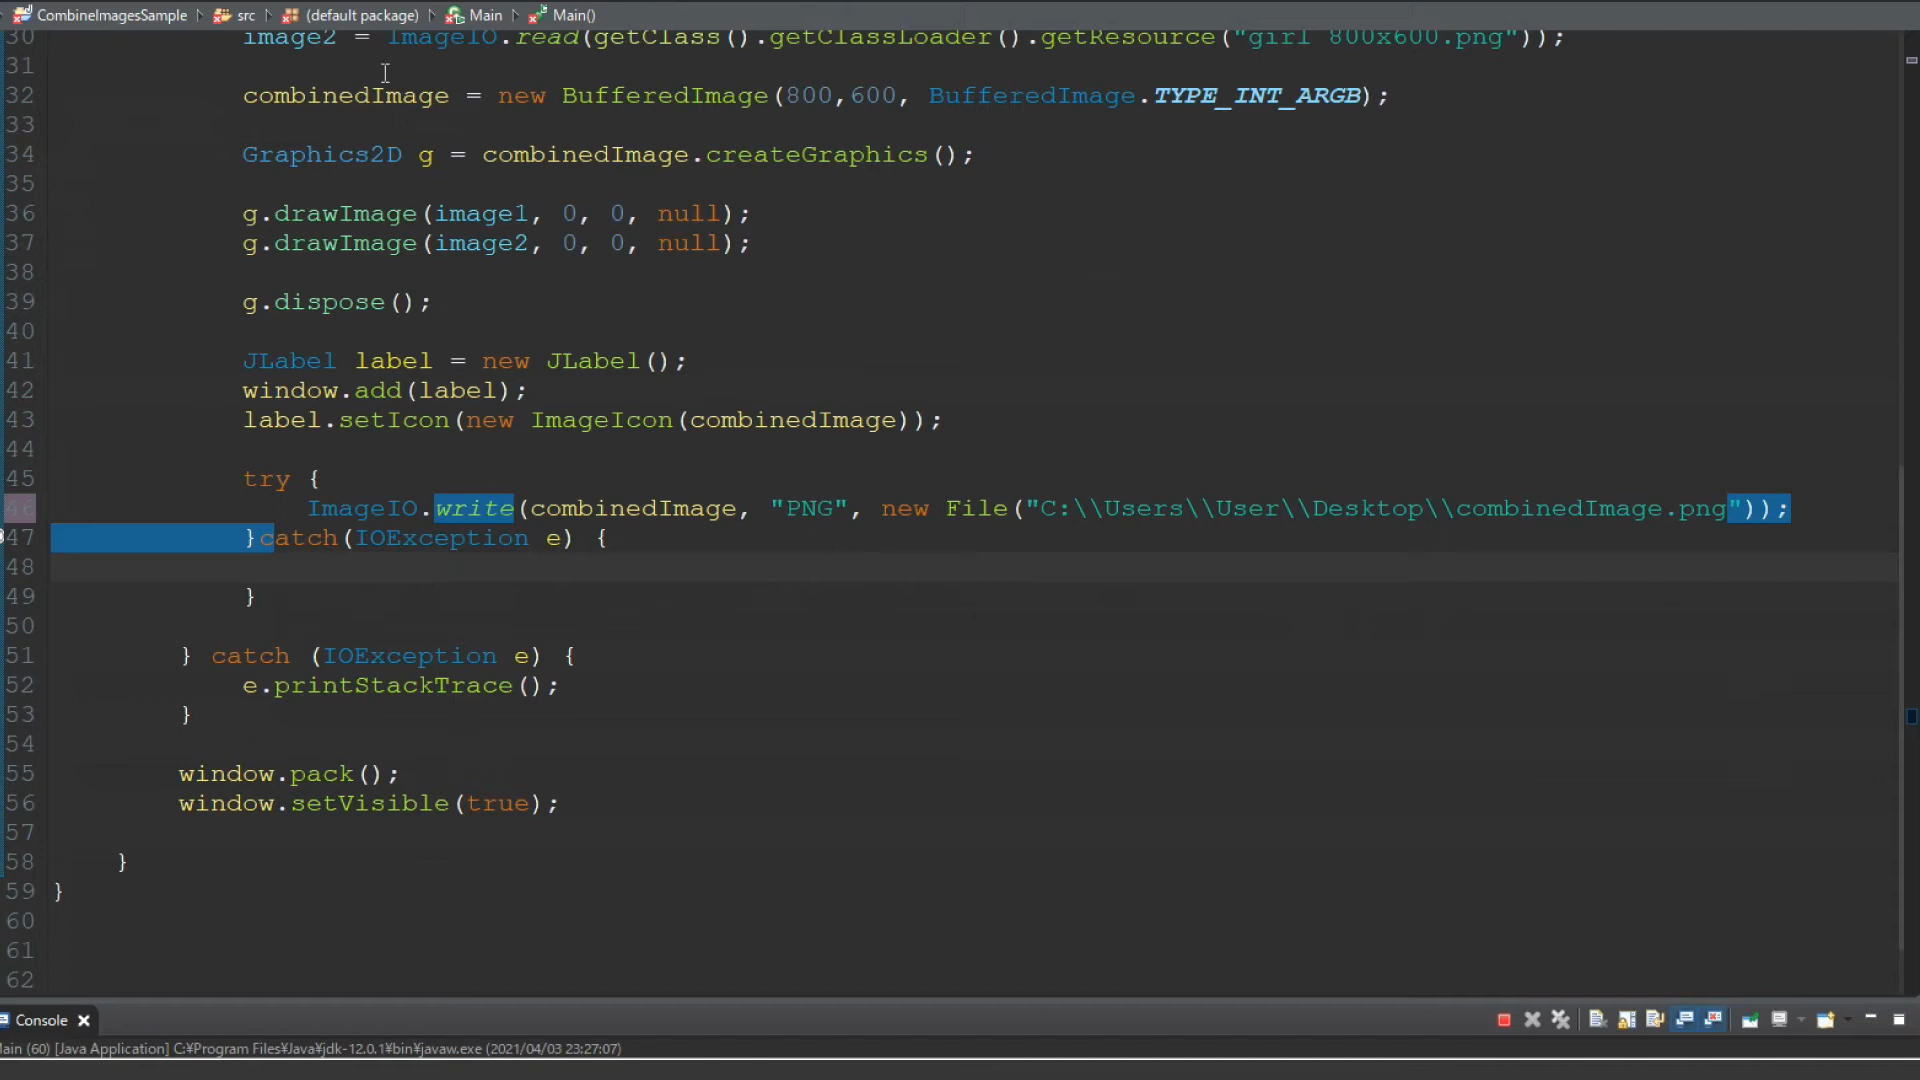 CombineImagesSample src (default package) Main Main()
30 image2 = ImageIO.read(getClass().getClassLoader().getResource("girl 800x600.png"));
31
32 combinedImage = new BufferedImage(800,600, BufferedImage.TYPE_INT_ARGB);
33
34 Graphics2D g = combinedImage.createGraphics();
35
36 g.drawImage(image1, 0, 0, null);
37 g.drawImage(image2, 0, 0, null);
38
39 g.dispose();
40
41 JLabel label = new JLabel();
42 window.add(label);
43 label.setIcon(new ImageIcon(combinedImage));
44
45 try {
46 ImageIO.write(combinedImage, "PNG", new File("C:\\Users\\User\\Desktop\\combinedImage.png"));
47 }catch(IOException e) {
48
49 }
50
51 } catch (IOException e) {
52 e.printStackTrace();
53 }
54
55 window.pack();
56 window.setVisible(true);
57
58 }
59 }
60
61
62
Console
ain (60) [Java Application] C:¥Program Files¥Java¥jdk-12.0.1¥bin¥javaw.exe (2021/04/03 23:27:07)